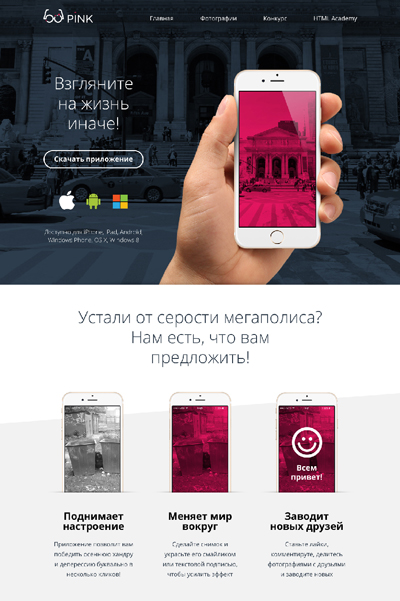 PiNK
Главная Фотографии Конкурс HTML Academy
Взгляните
на жизнь
иначе!
Скачать приложение
Доступно для iPhone, iPad, Android,
Windows Phone, OS X, Windows 8
Устали от серости мегаполиса?
Нам есть, что вам
предложить!
Всем
привет!
Поднимает
настроение
Меняет мир
вокруг
Заводит
новых друзей
Приложение позволит вам
победить осеннюю хандру
и депрессию буквально в
несколько кликов!
Сделайте снимок и
украсьте его смайликом
или текстовой подписью,
чтобы усилить эффект
Ставьте лайки,
комментируте, делитесь
фотографиями с друзьями
и заводите новых